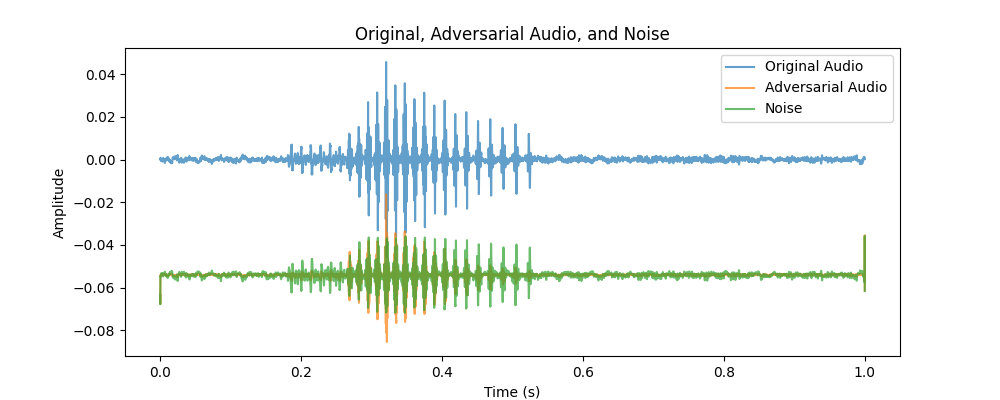 Original, Adversarial Audio, and Noise
Original Audio
Adversarial Audio
Noise
0.04
0.02
0.00
−0.02
−0.04
−0.06
−0.08
Amplitude
0.0 0.2 0.4 0.6 0.8 1.0
Time (s)